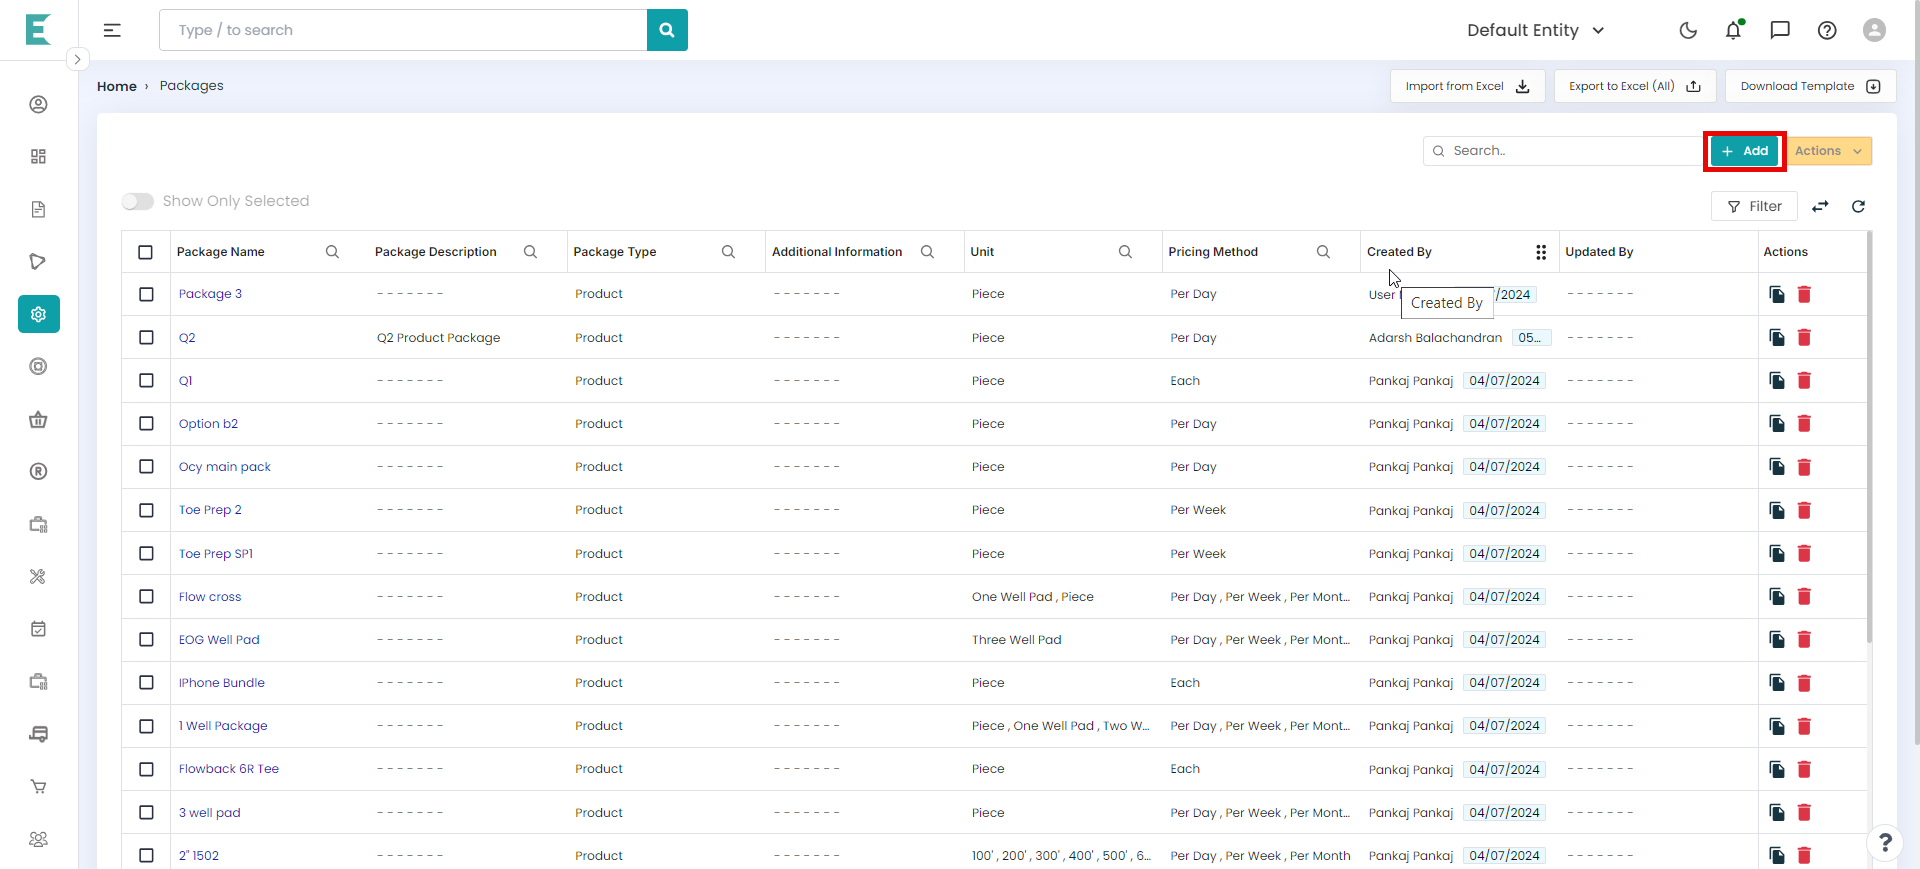 E
Type / to search
Default Entity
Home › Packages
Import from Excel
Export to Excel (All)
Download Template
Search..
+ Add
Actions
Show Only Selected
Filter
Package Name Package Description Package Type Additional Information Unit Pricing Method Created By Updated By Actions
Package 3 - - - - - - - Product - - - - - - - Piece Per Day User /2024 - - - - - - -
Created By
Q2 Q2 Product Package Product - - - - - - - Piece Per Day Adarsh Balachandran 05... - - - - - - -
Q1 - - - - - - - Product - - - - - - - Piece Each Pankaj Pankaj 04/07/2024 - - - - - - -
Option b2 - - - - - - - Product - - - - - - - Piece Per Day Pankaj Pankaj 04/07/2024 - - - - - - -
Ocy main pack - - - - - - - Product - - - - - - - Piece Per Day Pankaj Pankaj 04/07/2024 - - - - - - -
Toe Prep 2 - - - - - - - Product - - - - - - - Piece Per Week Pankaj Pankaj 04/07/2024 - - - - - - -
Toe Prep SP1 - - - - - - - Product - - - - - - - Piece Per Week Pankaj Pankaj 04/07/2024 - - - - - - -
Flow cross - - - - - - - Product - - - - - - - One Well Pad , Piece Per Day , Per Week , Per Mont... Pankaj Pankaj 04/07/2024 - - - - - - -
EOG Well Pad - - - - - - - Product - - - - - - - Three Well Pad Per Day , Per Week , Per Mont... Pankaj Pankaj 04/07/2024 - - - - - - -
IPhone Bundle - - - - - - - Product - - - - - - - Piece Each Pankaj Pankaj 04/07/2024 - - - - - - -
1 Well Package - - - - - - - Product - - - - - - - Piece , One Well Pad , Two W... Per Day , Per Week , Per Mont... Pankaj Pankaj 04/07/2024 - - - - - - -
Flowback 6R Tee - - - - - - - Product - - - - - - - Piece Each Pankaj Pankaj 04/07/2024 - - - - - - -
3 well pad - - - - - - - Product - - - - - - - Piece Per Day , Per Week , Per Mont... Pankaj Pankaj 04/07/2024 - - - - - - -
2" 1502 - - - - - - - Product - - - - - - - 100' , 200' , 300' , 400' , 500' , 6... Per Day , Per Week , Per Month Pankaj Pankaj 04/07/2024 - - - - - - -
?